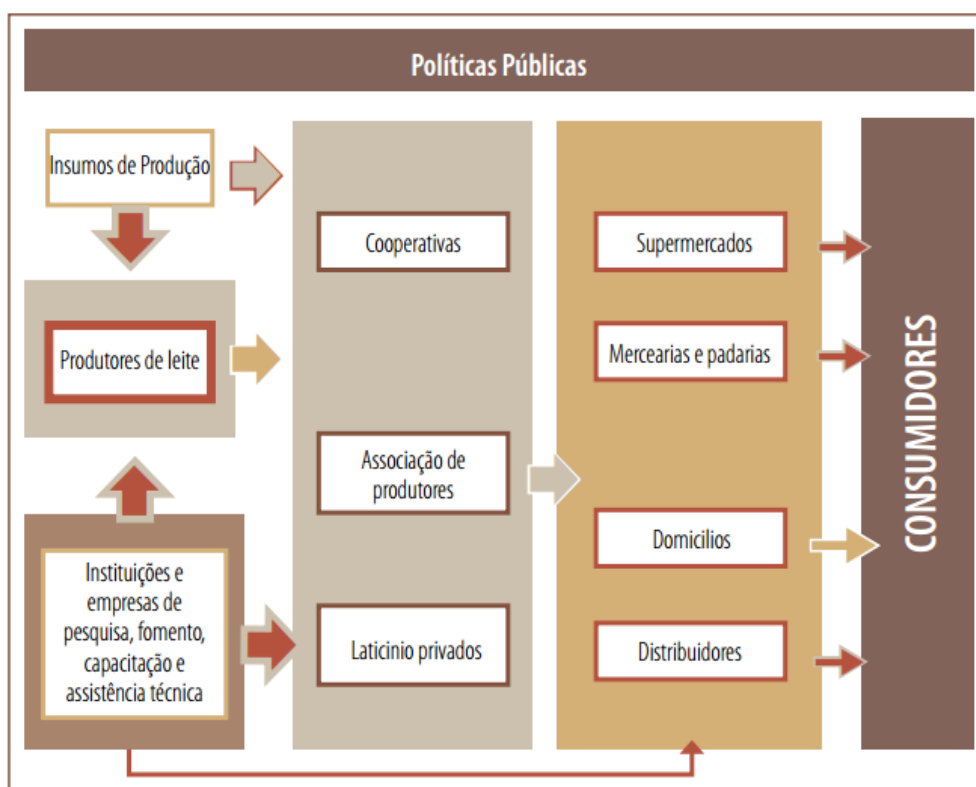 Políticas Públicas
Insumos de Produção
Produtores de leite
Instituições e
empresas de
pesquisa, fomento,
capacitação e
assistência técnica
Cooperativas
Associação de
produtores
Laticinio privados
Supermercados
Mercearias e padarias
Domicilios
Distribuidores
CONSUMIDORES